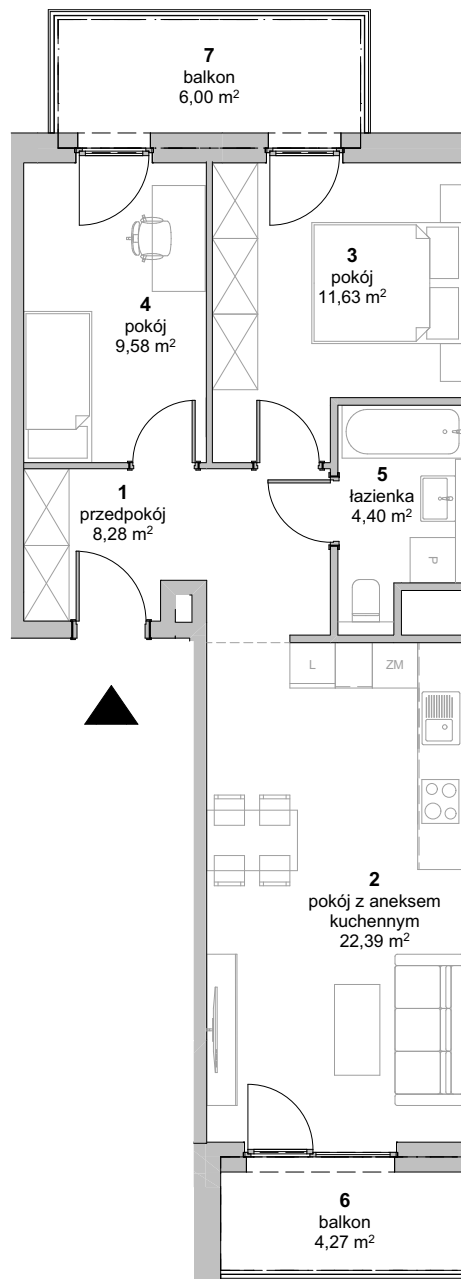 7
balkon
6,00 m²
3
pokój
11,63 m²
4
pokój
9,58 m²
5
łazienka
4,40 m²
1
przedpokój
8,28 m²
P
L
ZM
2
pokój z aneksem
kuchennym
22,39 m²
6
balkon
4,27 m²